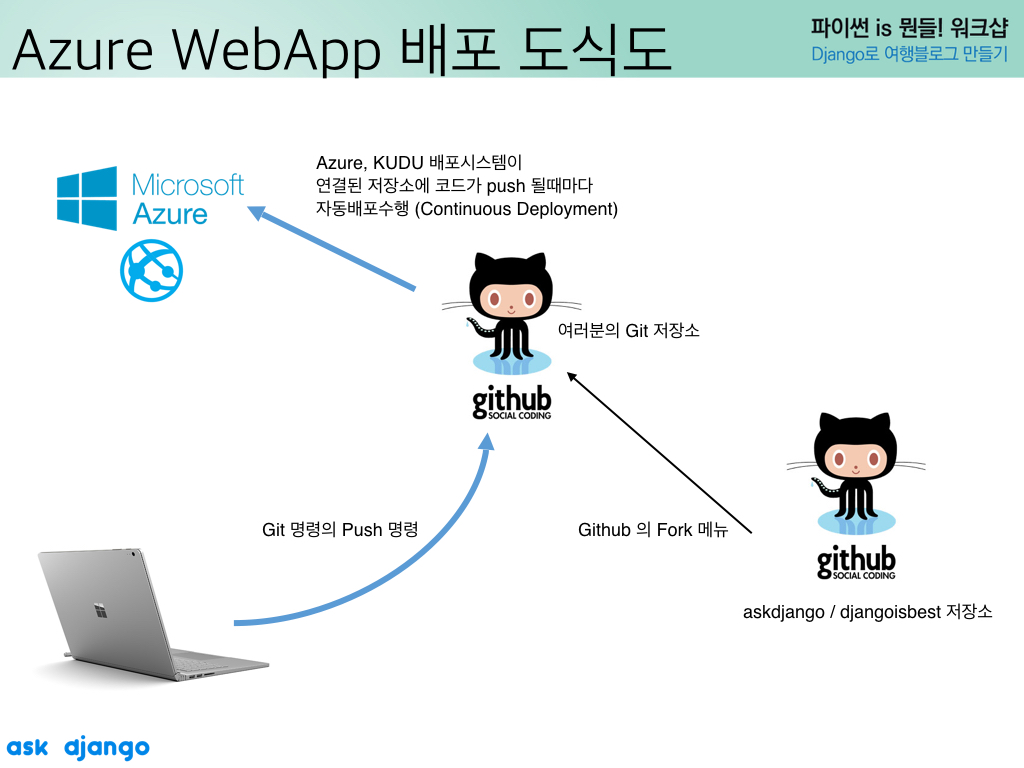 Azure WebApp 배포 도식도
파이썬 is 뭔들! 워크샵
Django로 여행블로그 만들기
Azure, KUDU 배포시스템이
연결된 저장소에 코드가 push 될때마다
자동배포수행 (Continuous Deployment)
Microsoft
Azure
여러분의 Git 저장소
github
SOCIAL CODING
Git 명령의 Push 명령
Github 의 Fork 메뉴
github
SOCIAL CODING
askdjango / djangoisbest 저장소
ask django